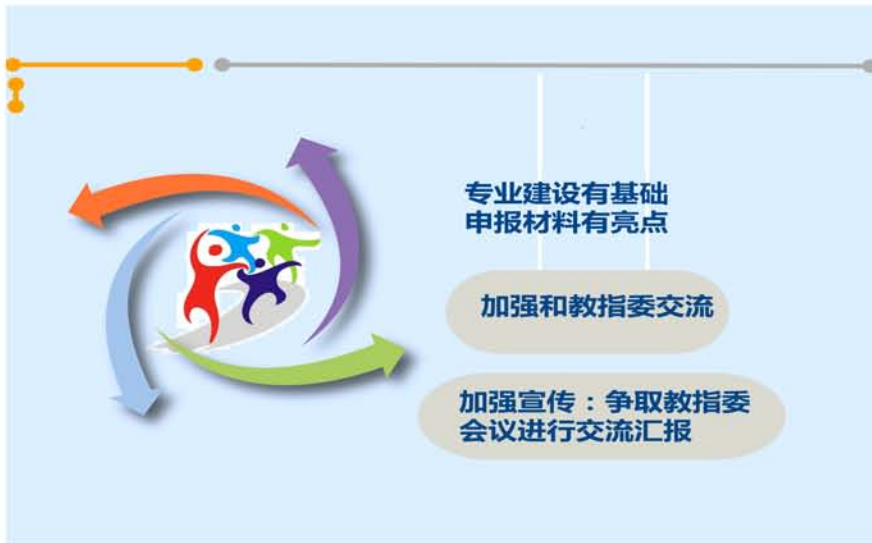 专业建设有基础
申报材料有亮点
加强和教指委交流
加强宣传：争取教指委
会议进行交流汇报